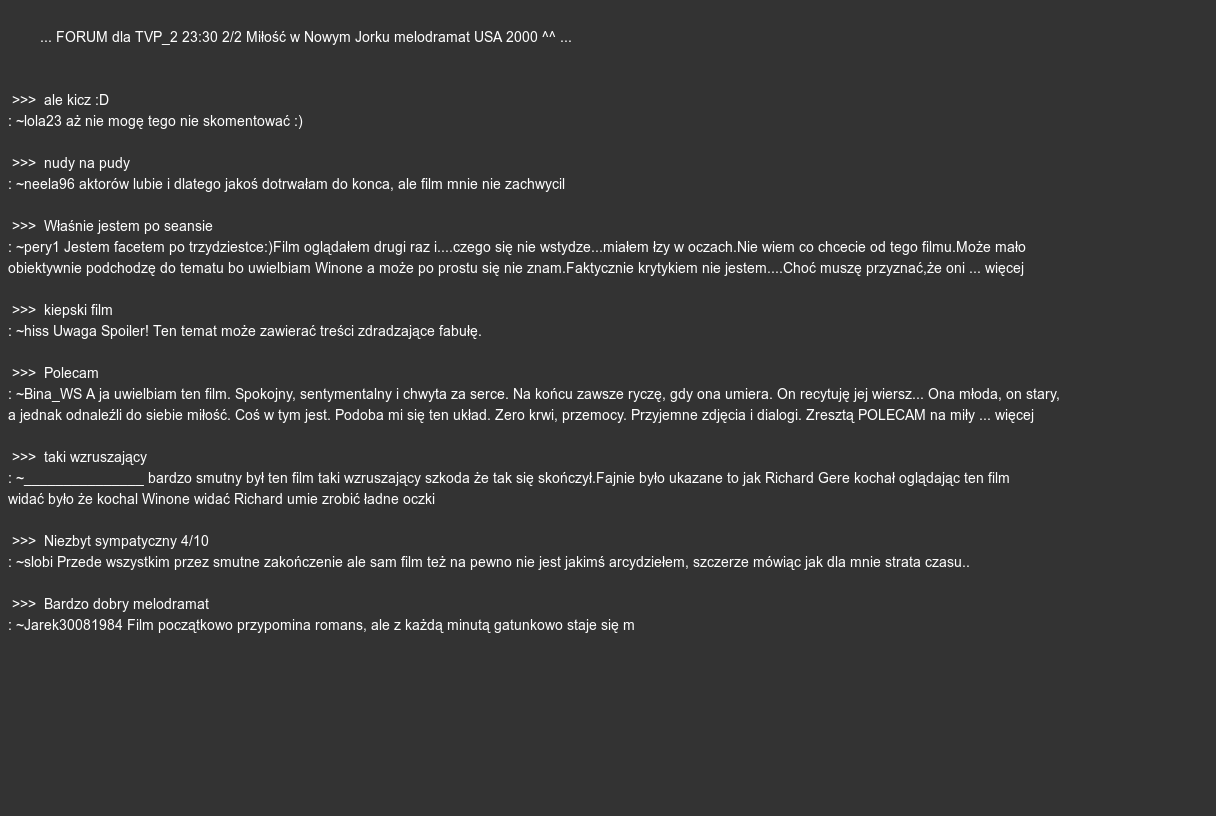 ... FORUM dla TVP_2 23:30 2/2 Miłość w Nowym Jorku melodramat USA 2000 ^^ ...
>>> ale kicz :D
: ~lola23 aż nie mogę tego nie skomentować :)
>>> nudy na pudy
: ~neela96 aktorów lubie i dlatego jakoś dotrwałam do konca, ale film mnie nie zachwycil
>>> Właśnie jestem po seansie
: ~pery1 Jestem facetem po trzydziestce:)Film oglądałem drugi raz i....czego się nie wstydze...miałem łzy w oczach.Nie wiem co chcecie od tego filmu.Może mało
obiektywnie podchodzę do tematu bo uwielbiam Winone a może po prostu się nie znam.Faktycznie krytykiem nie jestem....Choć muszę przyznać,że oni ... więcej
>>> kiepski film
: ~hiss Uwaga Spoiler! Ten temat może zawierać treści zdradzające fabułę.
>>> Polecam
: ~Bina_WS A ja uwielbiam ten film. Spokojny, sentymentalny i chwyta za serce. Na końcu zawsze ryczę, gdy ona umiera. On recytuję jej wiersz... Ona młoda, on stary,
a jednak odnaleźli do siebie miłość. Coś w tym jest. Podoba mi się ten układ. Zero krwi, przemocy. Przyjemne zdjęcia i dialogi. Zresztą POLECAM na miły ... więcej
>>> taki wzruszający
: ~_______________ bardzo smutny był ten film taki wzruszający szkoda że tak się skończył.Fajnie było ukazane to jak Richard Gere kochał oglądając ten film
widać było że kochal Winone widać Richard umie zrobić ładne oczki
>>> Niezbyt sympatyczny 4/10
: ~slobi Przede wszystkim przez smutne zakończenie ale sam film też na pewno nie jest jakimś arcydziełem, szczerze mówiąc jak dla mnie strata czasu..
>>> Bardzo dobry melodramat
: ~Jarek30081984 Film początkowo przypomina romans, ale z każdą minutą gatunkowo staje się m